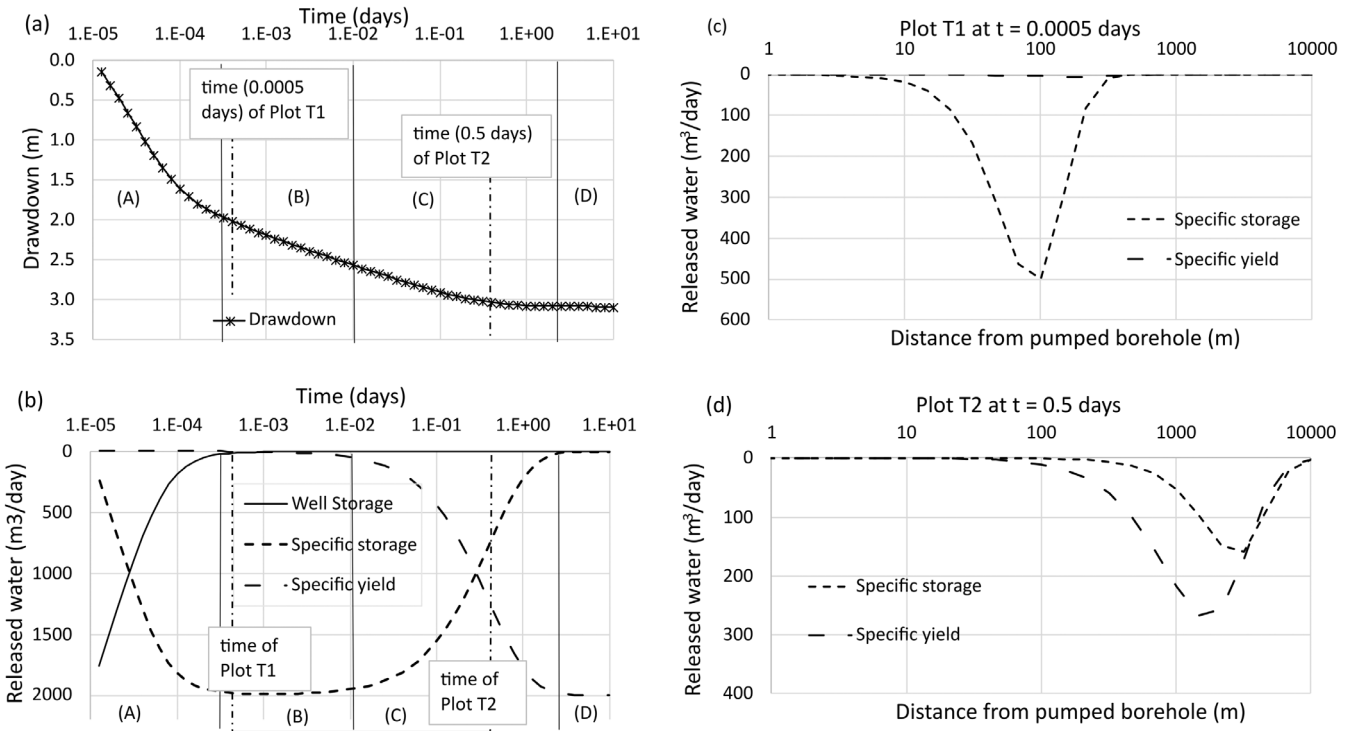 (a)
Time (days)
1.E-05 1.E-04 1.E-03 1.E-02 1.E-01 1.E+00 1.E+01
0.0
0.5
1.0
1.5
2.0
2.5
3.0
3.5
Drawdown (m)
time (0.0005
days) of Plot T1
time (0.5 days)
of Plot T2
(A)
(B)
(C)
(D)
Drawdown
(b)
Time (days)
1.E-05 1.E-04 1.E-03 1.E-02 1.E-01 1.E+00 1.E+01
0
500
1000
1500
2000
Released water (m3/day)
Well Storage
Specific storage
Specific yield
time of
Plot T1
time of
Plot T2
(A)
(B)
(C)
(D)
(c)
Plot T1 at t = 0.0005 days
1 10 100 1000 10000
0
100
200
300
400
500
600
Released water (m³/day)
Specific storage
Specific yield
Distance from pumped borehole (m)
(d)
Plot T2 at t = 0.5 days
1 10 100 1000 10000
0
100
200
300
400
Released water (m³/day)
Specific storage
Specific yield
Distance from pumped borehole (m)